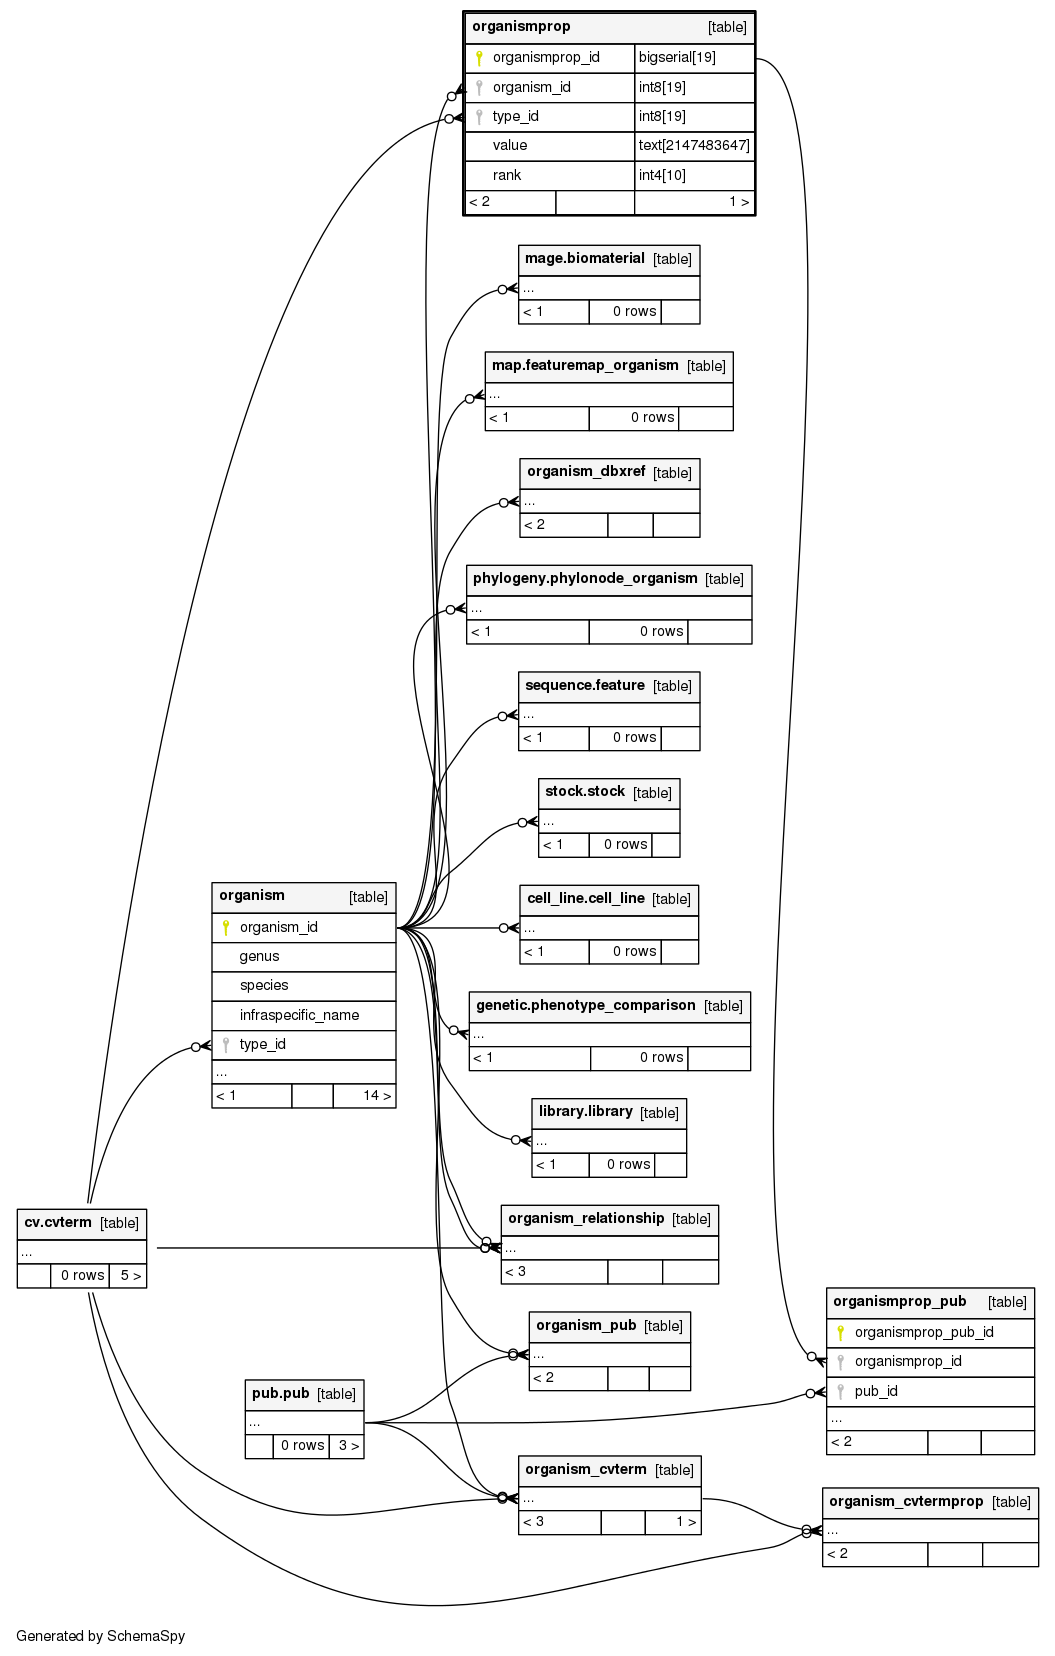 organismprop [table]
organismprop_id bigserial[19]
organism_id int8[19]
type_id int8[19]
value text[2147483647]
rank int4[10]
< 2 1 >
mage.biomaterial [table]
...
< 1 0 rows
map.featuremap_organism [table]
...
< 1 0 rows
organism_dbxref [table]
...
< 2
phylogeny.phylonode_organism [table]
...
< 1 0 rows
sequence.feature [table]
...
< 1 0 rows
stock.stock [table]
...
< 1 0 rows
organism [table]
organism_id
genus
species
infraspecific_name
type_id
...
< 1 14 >
cell_line.cell_line [table]
...
< 1 0 rows
genetic.phenotype_comparison [table]
...
< 1 0 rows
library.library [table]
...
< 1 0 rows
cv.cvterm [table]
...
0 rows 5 >
organism_relationship [table]
...
< 3
organismprop_pub [table]
organismprop_pub_id
organismprop_id
pub_id
...
< 2
organism_pub [table]
...
< 2
pub.pub [table]
...
0 rows 3 >
organism_cvterm [table]
...
< 3 1 >
organism_cvtermprop [table]
...
< 2
Generated by SchemaSpy